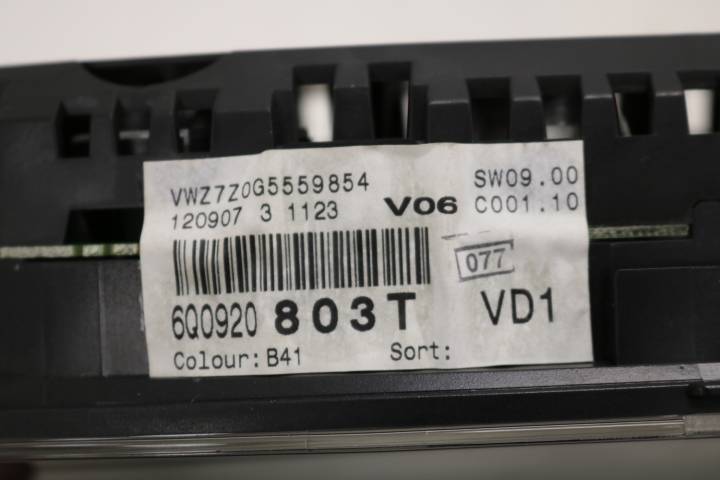 VWZ7Z0G5559854 SW09.00
120907 3 1123 V06 C001.10
077
6Q0920 803T VD1
Colour: B41 Sort: